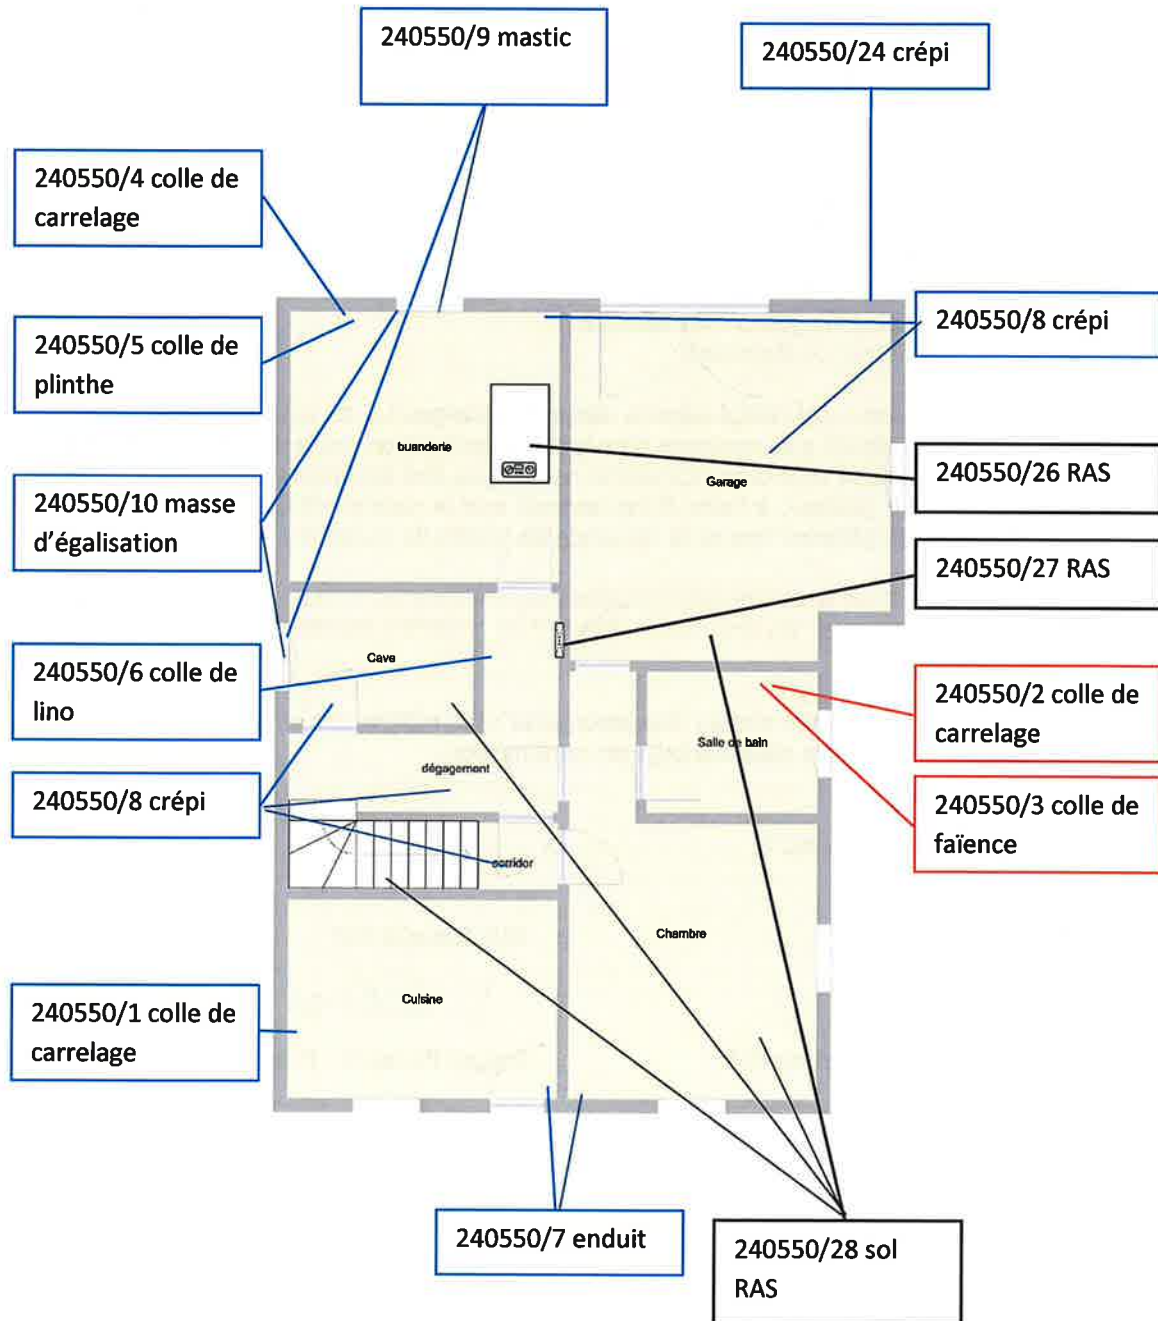 240550/9 mastic
240550/24 crépi
240550/4 colle de
carrelage
240550/5 colle de
plinthe
240550/8 crépi
buanderie
Garage
240550/26 RAS
240550/10 masse
d'égalisation
240550/27 RAS
240550/6 colle de
lino
Cave
240550/2 colle de
carrelage
Salle de bain
dégagement
240550/8 crépi
240550/3 colle de
faïence
corridor
Chambre
240550/1 colle de
carrelage
Cuisine
240550/7 enduit
240550/28 sol
RAS